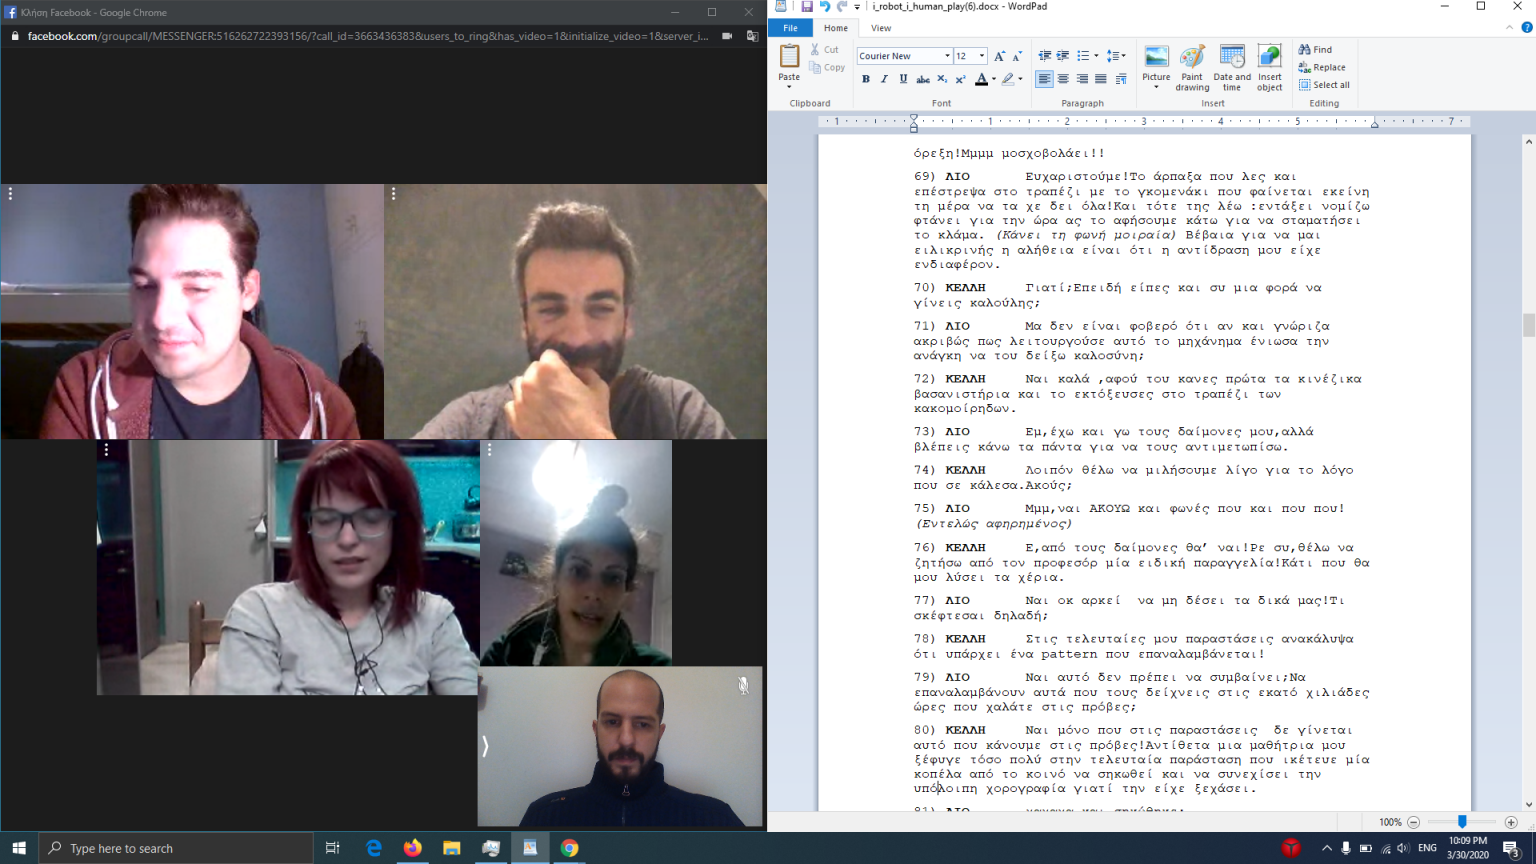 Κλήση Facebook - Google Chrome
facebook.com/groupcall/MESSENGER:516262722393156/?call_id=3663436383&users_to_ring&has_video=1&initialize_video=1&server_i...
i_robot_i_human_play(6).docx - WordPad
File
Home
View
Paste
Cut
Copy
Clipboard
Courier New
12
B I U abc X₂ X² A
Font
Paragraph
Picture
Paint drawing
Date and time
Insert object
Insert
Find
Replace
Select all
Editing
1 1 2 3 4 5 7
όρεξη!Μμμμ μοσχοβολάει!!
69) ΛΙΟ Ευχαριστούμε!Το άρπαξα που λες και
επέστρεψα στο τραπέζι με το γκομενάκι που φαίνεται εκείνη
τη μέρα να τα χε δει όλα!Και τότε της λέω :εντάξει νομίζω
φτάνει για την ώρα ας το αφήσουμε κάτω για να σταματήσει
το κλάμα. (Κάνει τη φωνή μοιραία) Βέβαια για να μαι
ειλικρινής η αλήθεια είναι ότι η αντίδραση μου είχε
ενδιαφέρον.
70) ΚΕΛΛΗ Γιατί;Επειδή είπες και συ μια φορά να
γίνεις καλούλης;
71) ΛΙΟ Μα δεν είναι φοβερό ότι αν και γνώριζα
ακριβώς πως λειτουργούσε αυτό το μηχάνημα ένιωσα την
ανάγκη να του δείξω καλοσύνη;
72) ΚΕΛΛΗ Ναι καλά ,αφού του κανες πρώτα τα κινέζικα
βασανιστήρια και το εκτόξευσες στο τραπέζι των
κακομοίρηδων.
73) ΛΙΟ Εμ,έχω και γω τους δαίμονες μου,αλλά
βλέπεις κάνω τα πάντα για να τους αντιμετωπίσω.
74) ΚΕΛΛΗ Λοιπόν θέλω να μιλήσουμε λίγο για το λόγο
που σε κάλεσα.Ακούς;
75) ΛΙΟ Μμμ,ναι ΑΚΟΥΩ και φωνές που και που που!
(Εντελώς αφηρημένος)
76) ΚΕΛΛΗ Ε,από τους δαίμονες θα’ ναι!Ρε συ,θέλω να
ζητήσω από τον προφεσόρ μία ειδική παραγγελία!Κάτι που θα
μου λύσει τα χέρια.
77) ΛΙΟ Ναι οκ αρκεί να μη δέσει τα δικά μας!Τι
σκέφτεσαι δηλαδή;
78) ΚΕΛΛΗ Στις τελευταίες μου παραστάσεις ανακάλυψα
ότι υπάρχει ένα pattern που επαναλαμβάνεται!
79) ΛΙΟ Ναι αυτό δεν πρέπει να συμβαίνει;Να
επαναλαμβάνουν αυτά που τους δείχνεις στις εκατό χιλιάδες
ώρες που χαλάτε στις πρόβες;
80) ΚΕΛΛΗ Ναι μόνο που στις παραστάσεις δε γίνεται
αυτό που κάνουμε στις πρόβες!Αντίθετα μια μαθήτρια μου
ξέφυγε τόσο πολύ στην τελευταία παράσταση που ικέτευε μία
κοπέλα από το κοινό να σηκωθεί και να συνεχίσει την
υπόλοιπη χορογραφία γιατί την είχε ξεχάσει.
100%
Type here to search
ENG
10:09 PM
3/30/2020
3